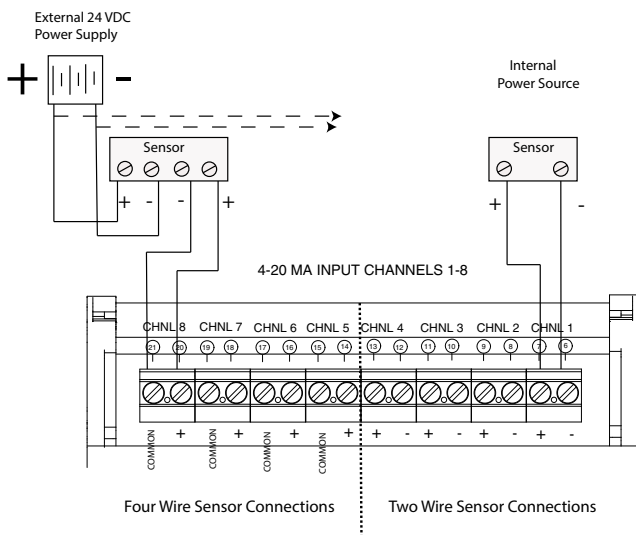 External 24 VDC
Power Supply
+ -
Internal
Power Source
Sensor
Sensor
+ - - +
+ -
4-20 MA INPUT CHANNELS 1-8
CHNL 8 CHNL 7 CHNL 6 CHNL 5 CHNL 4 CHNL 3 CHNL 2 CHNL 1
21 20 19 18 17 16 15 14 13 12 11 10 9 8 7 6
COMMON + COMMON + COMMON + COMMON + + - + - + - + -
Four Wire Sensor Connections
Two Wire Sensor Connections